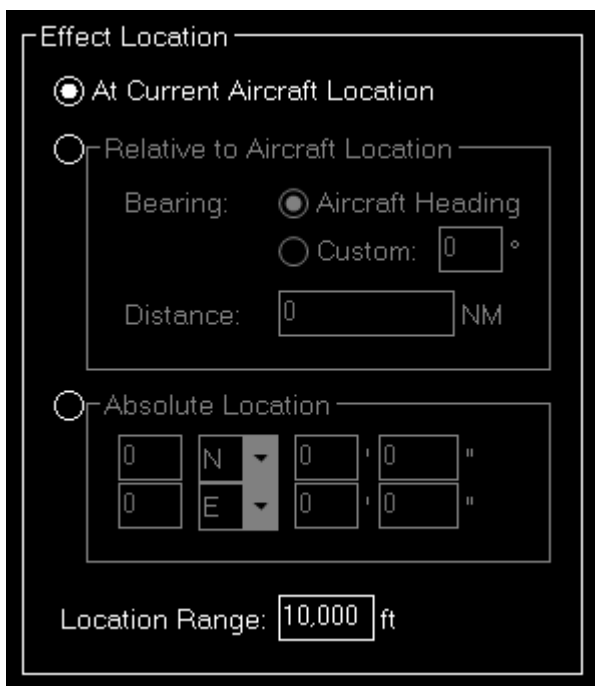 Effect Location
At Current Aircraft Location
Relative to Aircraft Location
Bearing: Aircraft Heading
Custom: 0 °
Distance: 0 NM
Absolute Location
0 N 0 ' 0 "
0 E 0 ' 0 "
Location Range: 10,000 ft